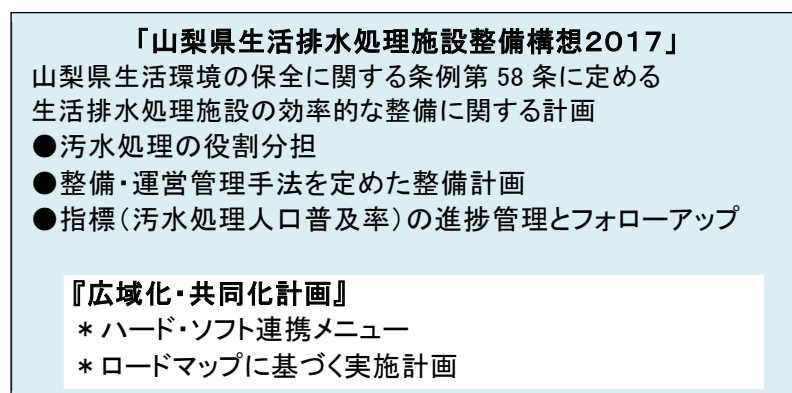 「山梨県生活排水処理施設整備構想２０１７」
山梨県生活環境の保全に関する条例第 58 条に定める
生活排水処理施設の効率的な整備に関する計画
●汚水処理の役割分担
●整備・運営管理手法を定めた整備計画
●指標（汚水処理人口普及率）の進捗管理とフォローアップ
『広域化・共同化計画』
＊ハード・ソフト連携メニュー
＊ロードマップに基づく実施計画